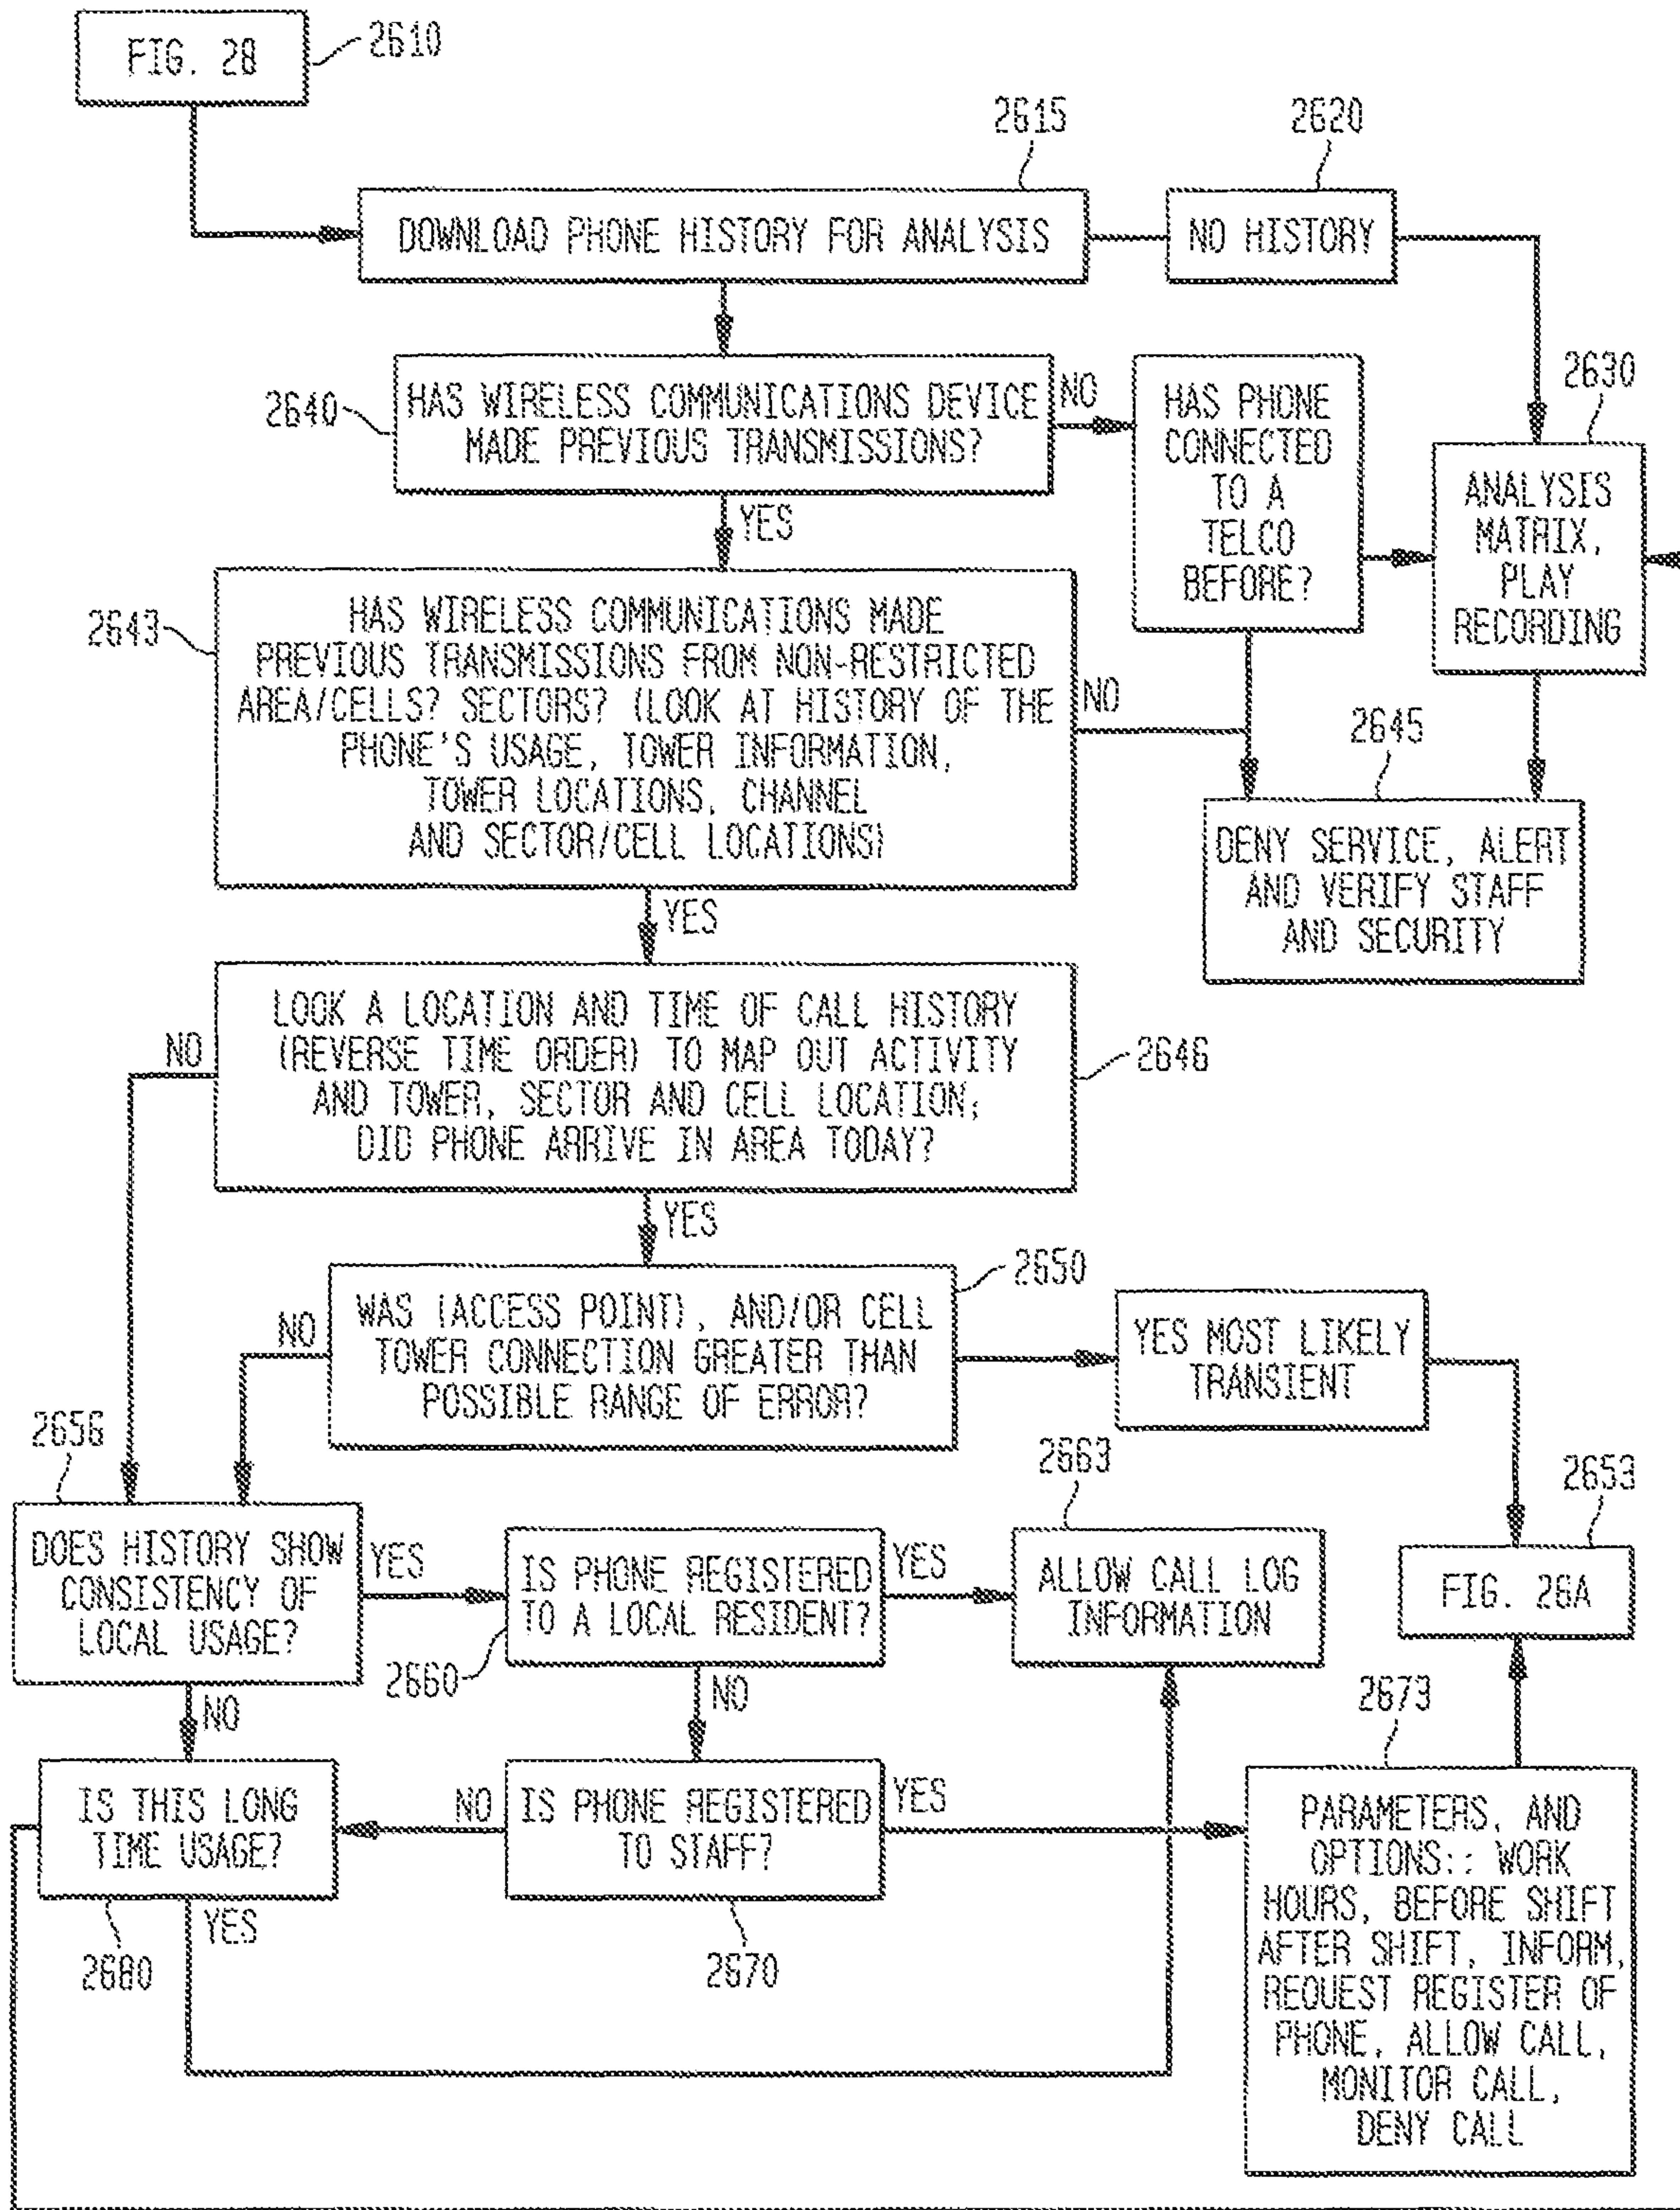 FIG. 28
2610
2615
2620
DOWNLOAD PHONE HISTORY FOR ANALYSIS
NO HISTORY
2640
HAS WIRELESS COMMUNICATIONS DEVICE
MADE PREVIOUS TRANSMISSIONS?
NO
HAS PHONE
CONNECTED
TO A
TELCO
BEFORE?
2630
ANALYSIS
MATRIX,
PLAY
RECORDING
YES
2643
HAS WIRELESS COMMUNICATIONS MADE
PREVIOUS TRANSMISSIONS FROM NON-RESTRICTED
AREA/CELLS? SECTORS? (LOOK AT HISTORY OF THE
PHONE'S USAGE, TOWER INFORMATION,
TOWER LOCATIONS, CHANNEL
AND SECTOR/CELL LOCATIONS)
NO
2645
DENY SERVICE, ALERT
AND VERIFY STAFF
AND SECURITY
YES
LOOK A LOCATION AND TIME OF CALL HISTORY
(REVERSE TIME ORDER) TO MAP OUT ACTIVITY
AND TOWER, SECTOR AND CELL LOCATION;
DID PHONE ARRIVE IN AREA TODAY?
NO
2646
YES
2650
WAS (ACCESS POINT), AND/OR CELL
TOWER CONNECTION GREATER THAN
POSSIBLE RANGE OF ERROR?
NO
YES MOST LIKELY
TRANSIENT
2656
2663
2653
DOES HISTORY SHOW
CONSISTENCY OF
LOCAL USAGE?
YES
IS PHONE REGISTERED
TO A LOCAL RESIDENT?
YES
ALLOW CALL LOG
INFORMATION
FIG. 26A
2660
NO
NO
2673
IS THIS LONG
TIME USAGE?
NO
IS PHONE REGISTERED
TO STAFF?
YES
PARAMETERS, AND
OPTIONS:: WORK
HOURS, BEFORE SHIFT
AFTER SHIFT, INFORM,
REQUEST REGISTER OF
PHONE, ALLOW CALL,
MONITOR CALL,
DENY CALL
YES
2680
2670